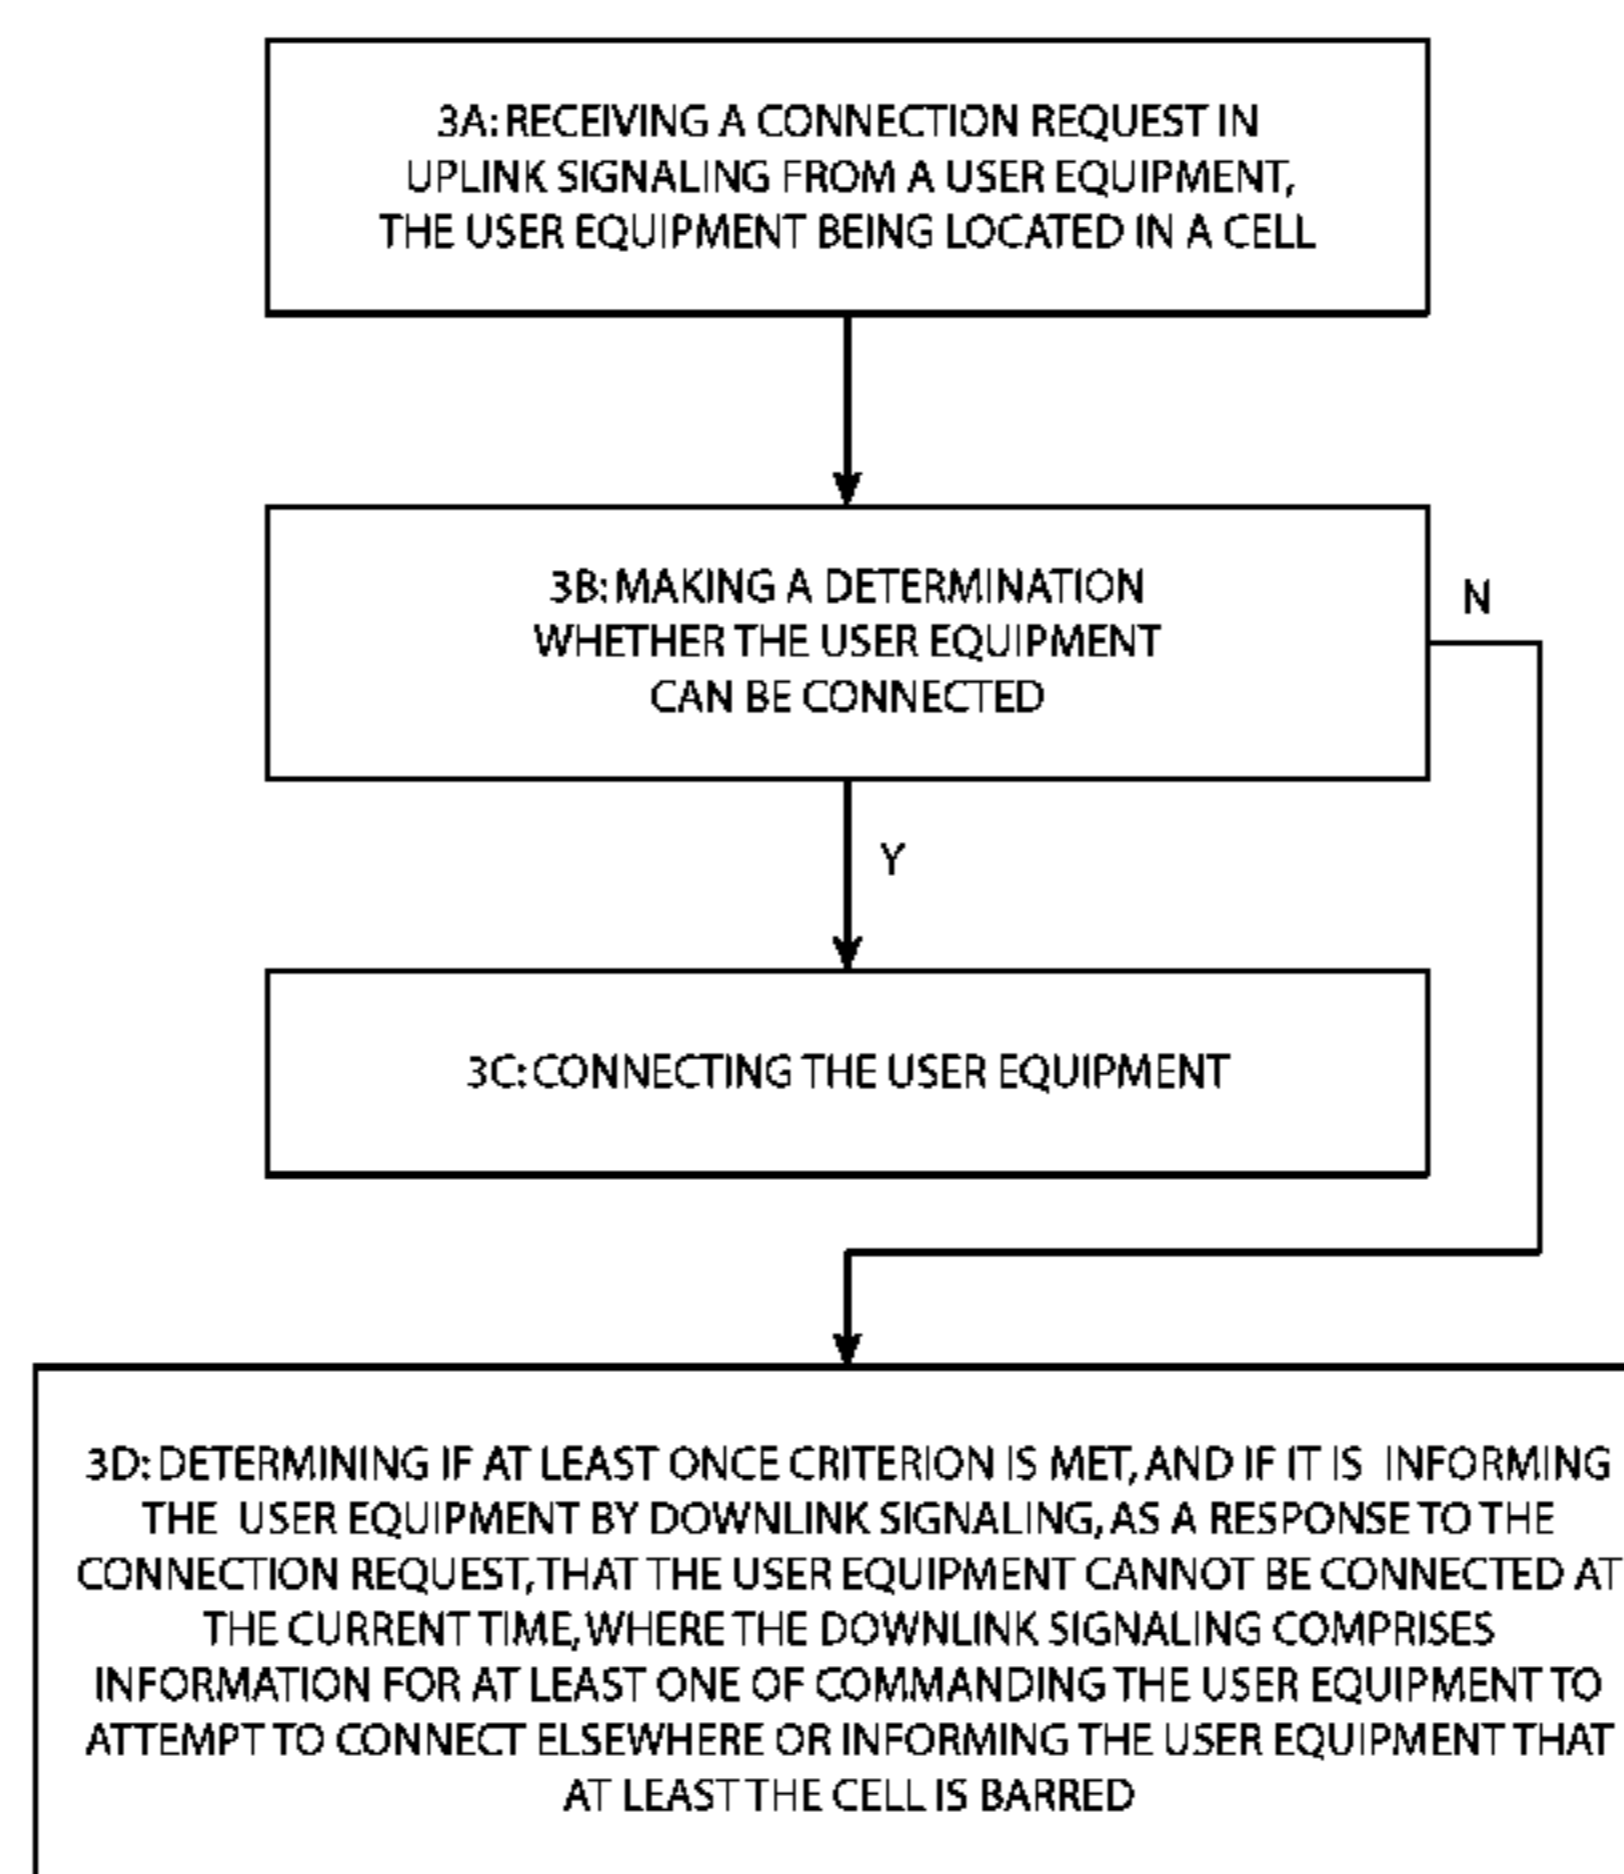 3A: RECEIVING A CONNECTION REQUEST IN
UPLINK SIGNALING FROM A USER EQUIPMENT,
THE USER EQUIPMENT BEING LOCATED IN A CELL
3B: MAKING A DETERMINATION
WHETHER THE USER EQUIPMENT
CAN BE CONNECTED
N
Y
3C: CONNECTING THE USER EQUIPMENT
3D: DETERMINING IF AT LEAST ONCE CRITERION IS MET, AND IF IT IS INFORMING
THE USER EQUIPMENT BY DOWNLINK SIGNALING, AS A RESPONSE TO THE
CONNECTION REQUEST, THAT THE USER EQUIPMENT CANNOT BE CONNECTED AT
THE CURRENT TIME, WHERE THE DOWNLINK SIGNALING COMPRISES
INFORMATION FOR AT LEAST ONE OF COMMANDING THE USER EQUIPMENT TO
ATTEMPT TO CONNECT ELSEWHERE OR INFORMING THE USER EQUIPMENT THAT
AT LEAST THE CELL IS BARRED